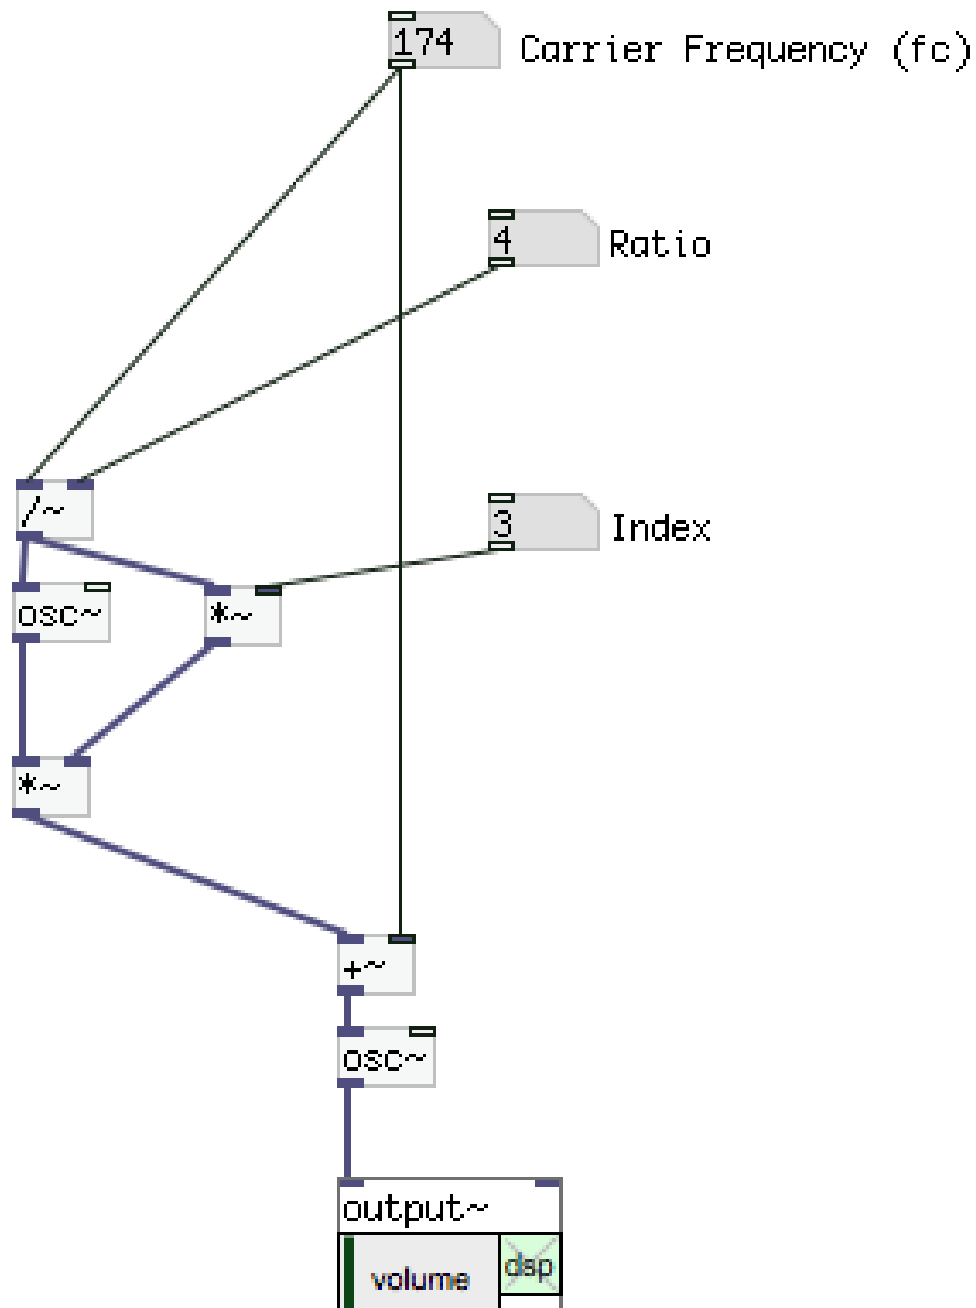 174 Carrier Frequency (fc)
4 Ratio
/~
3 Index
osc~
*~
*~
+~
osc~
output~
volume
dsp